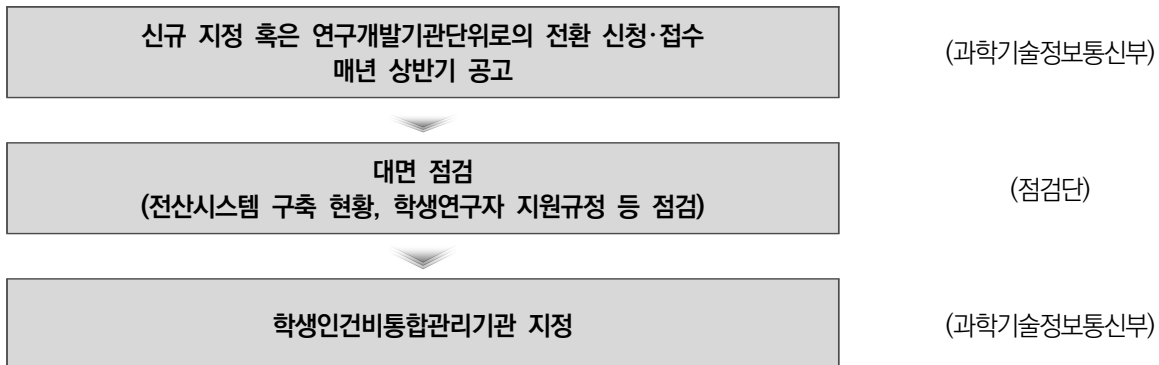 신규 지정 혹은 연구개발기관단위로의 전환 신청·접수
매년 상반기 공고
(과학기술정보통신부)
대면 점검
(전산시스템 구축 현황, 학생연구자 지원규정 등 점검)
(점검단)
학생인건비통합관리기관 지정
(과학기술정보통신부)